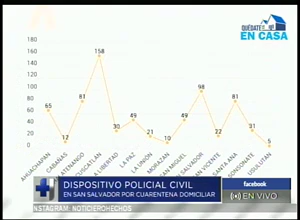 QUÉDATE
EN CASA
180
160
140
120
100
80
60
40
20
0
65
12
81
158
30
49
21
10
49
98
22
81
31
5
AHUACHAPAN
CABAÑAS
LA LIBERTAD
LA PAZ
LA UNION
MORAZAN
SAN MIGUEL
SALVADOR
SAN VICENTE
SANTA ANA
SONSONATE
USULUTAN
DISPOSITIVO POLICIAL CIVIL
EN SAN SALVADOR POR CUARENTENA DOMICILIAR
facebook
EN VIVO
INSTAGRAM: NOTICIEROHECHOS